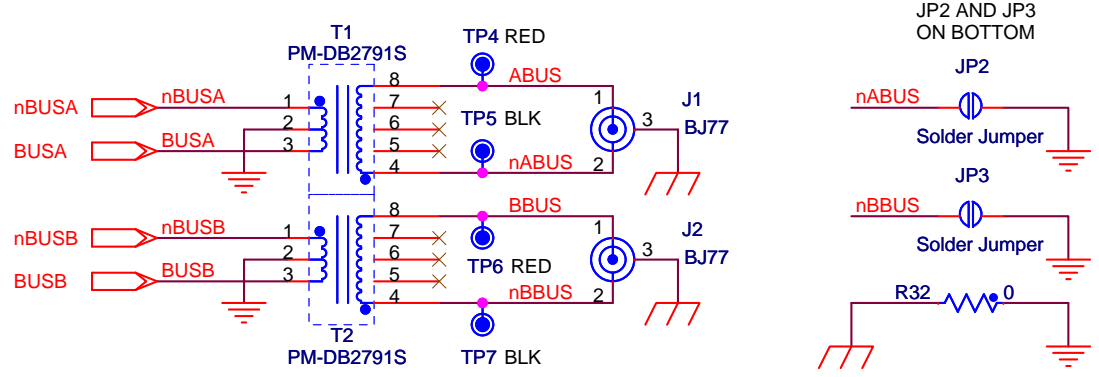 JP2 AND JP3
ON BOTTOM
T1
PM-DB2791S
TP4 RED
JP2
nBUSA
nBUSA
1
2
3
BUSA
BUSA
8
7
6
5
4
ABUS
TP5 BLK
nABUS
1
2
3
J1
BJ77
nABUS
Solder Jumper
JP3
nBUSB
nBUSB
1
2
3
BUSB
BUSB
8
7
6
5
4
BBUS
TP6 RED
nBBUS
1
2
3
J2
BJ77
nBBUS
Solder Jumper
R32
0
T2
PM-DB2791S
TP7 BLK